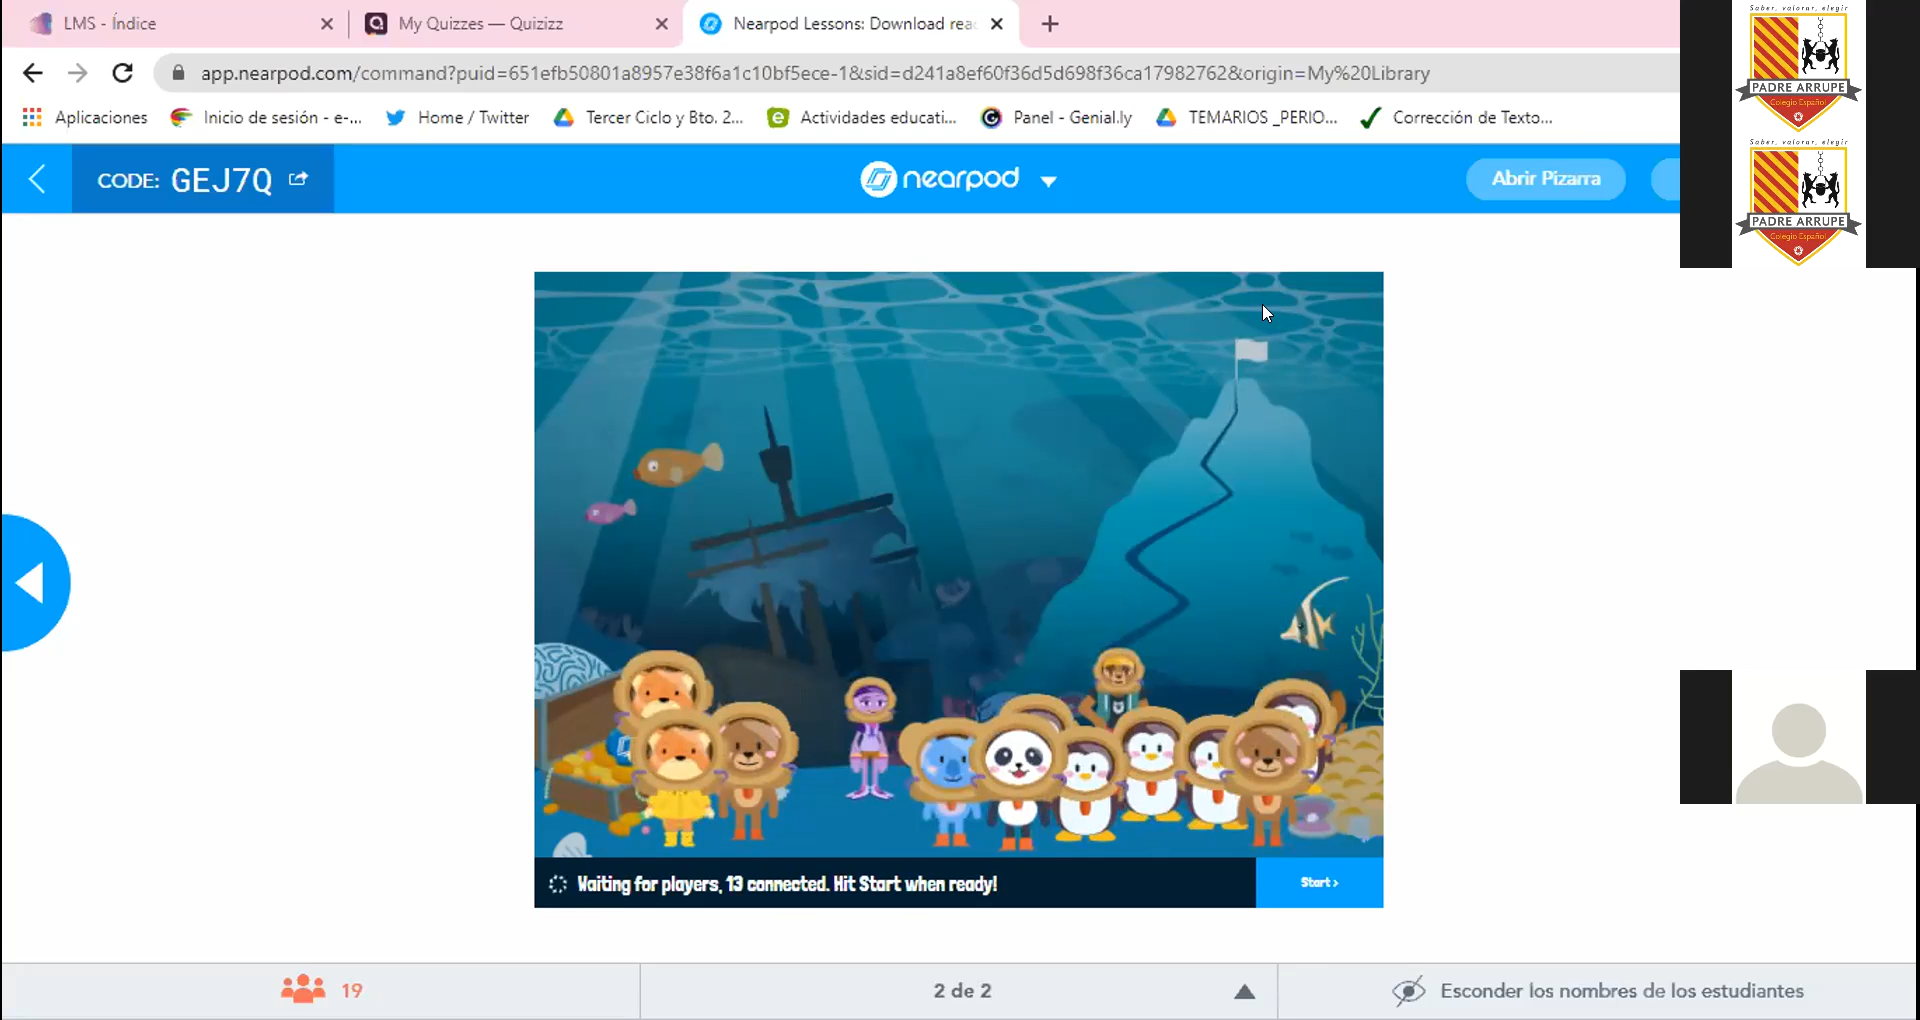 LMS - Índice
My Quizzes — Quizizz
Nearpod Lessons: Download rea
app.nearpod.com/command?puid=651efb50801a8957e38f6a1c10bf5ece-1&sid=d241a8ef60f36d5d698f36ca17982762&origin=My%20Library
Aplicaciones
Inicio de sesión - e-...
Home / Twitter
Tercer Ciclo y Bto. 2...
Actividades educati...
Panel - Genial.ly
TEMARIOS _PERIO...
Corrección de Texto...
CODE: GEJ7Q
nearpod
Abrir Pizarra
Saber, valorar, elegir
PADRE ARRUPE
Colegio Español
Saber, valorar, elegir
PADRE ARRUPE
Colegio Español
Waiting for players, 13 connected. Hit Start when ready!
Start ›
19
2 de 2
Esconder los nombres de los estudiantes